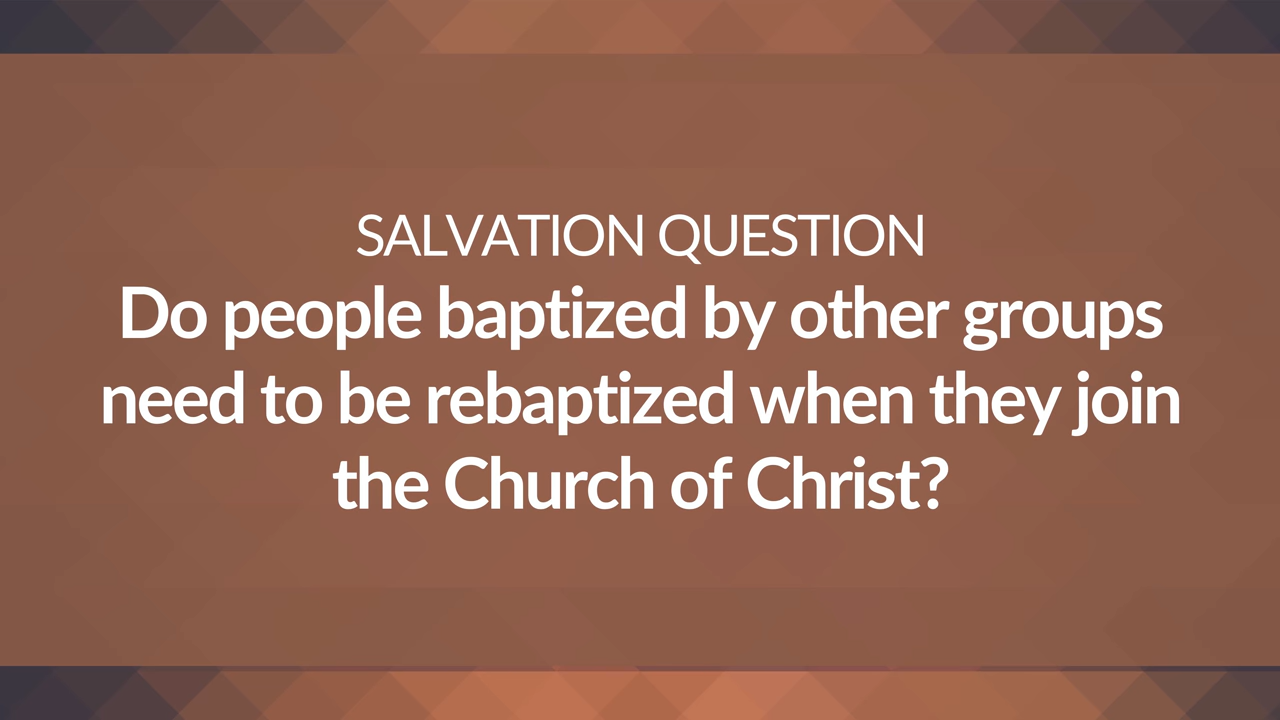 SALVATION QUESTION
Do people baptized by other groups
need to be rebaptized when they join
the Church of Christ?